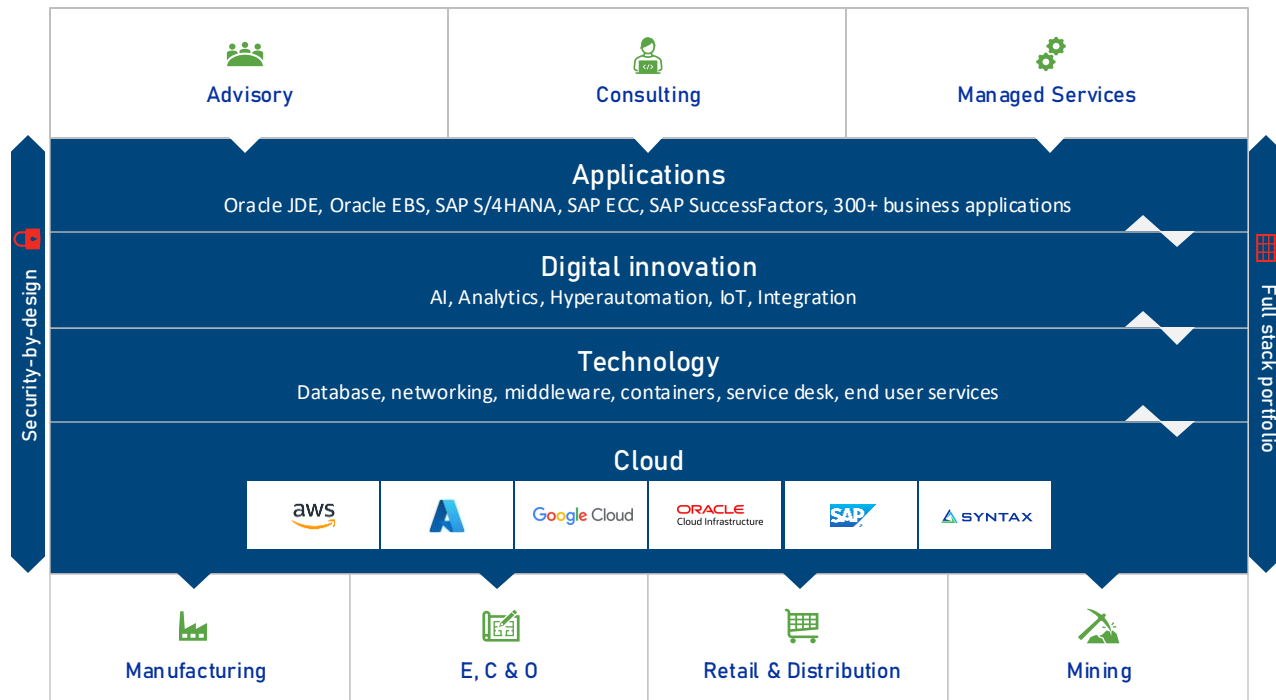 Advisory
Consulting
Managed Services
Applications
Oracle JDE, Oracle EBS, SAP S/4HANA, SAP ECC, SAP SuccessFactors, 300+ business applications
Digital innovation
AI, Analytics, Hyperautomation, IoT, Integration
Technology
Database, networking, middleware, containers, service desk, end user services
Cloud
aws
Google Cloud
ORACLE
Cloud Infrastructure
SAP
SYNTAX
Security-by-design
Full stack portfolio
Manufacturing
E, C & O
Retail & Distribution
Mining